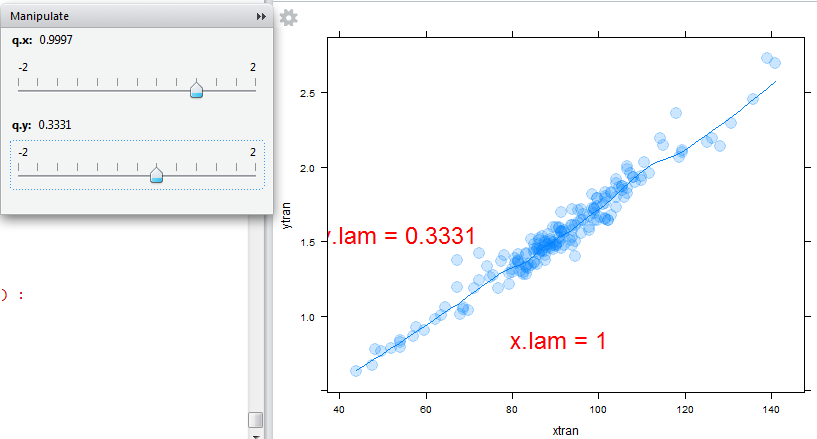 Manipulate
q.x: 0.9997
-2 2
q.y: 0.3331
-2 2
) :
2.5
2.0
1.5
1.0
ytran
y.lam = 0.3331
x.lam = 1
40 60 80 100 120 140
xtran